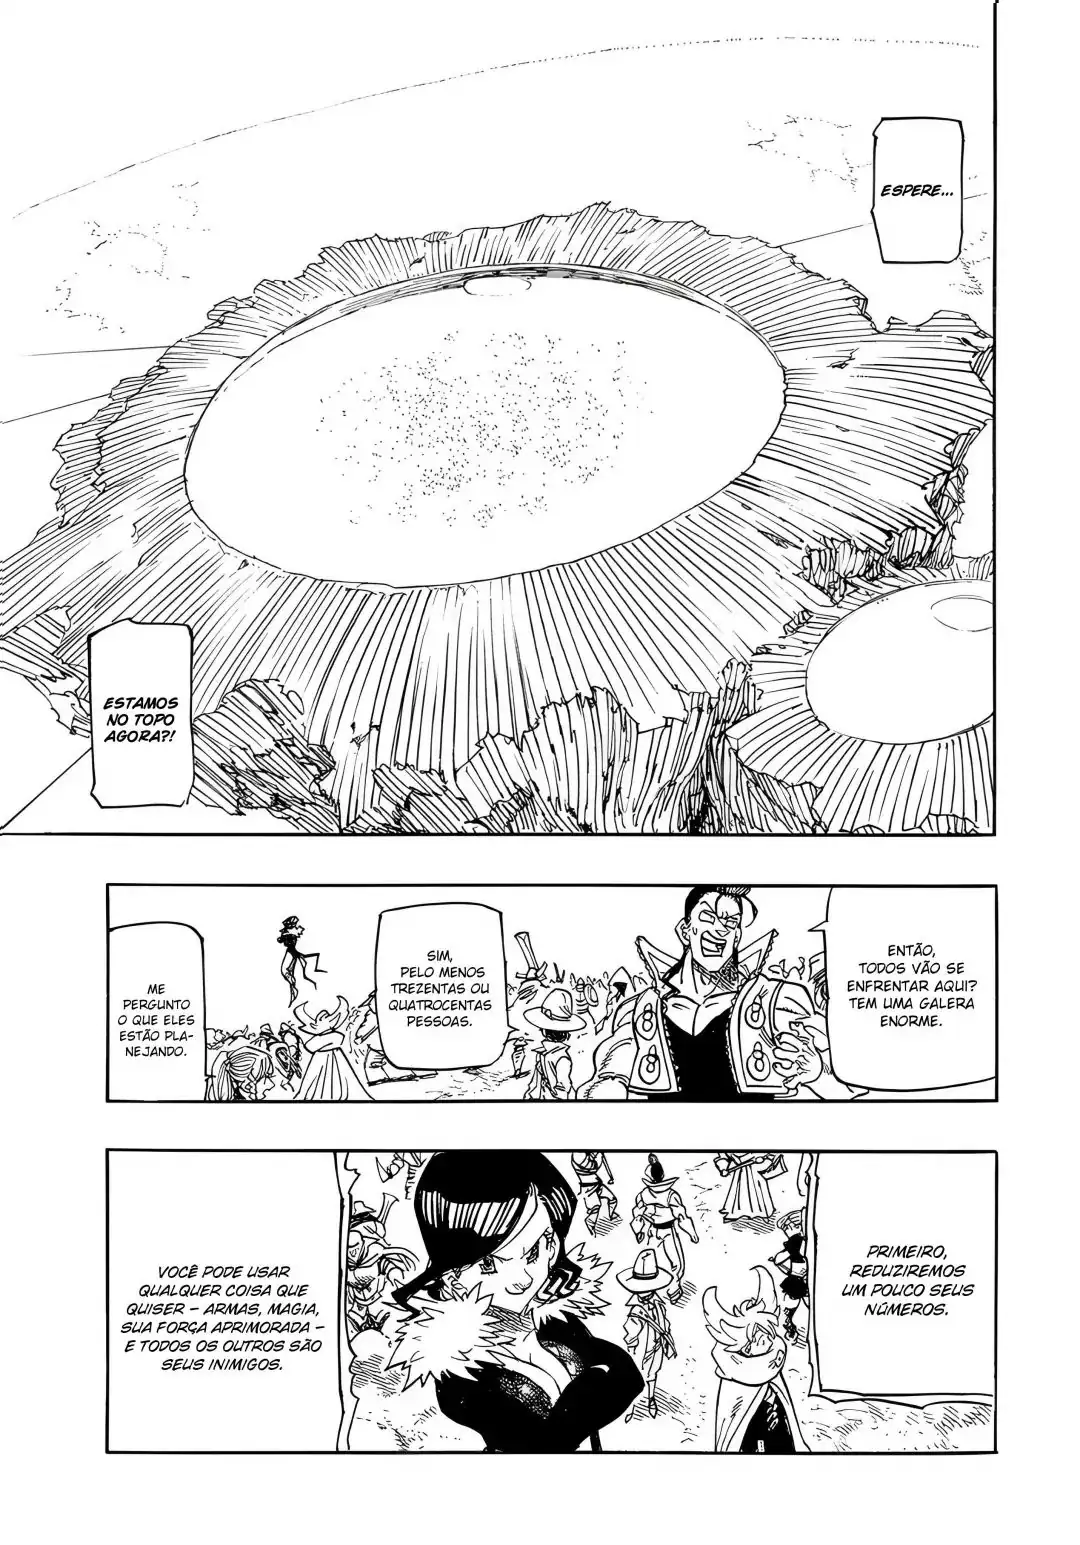 ESPERE...
ESTAMOS
NO TOPO
AGORA?!
ENTÃO,
TODOS VÃO SE
ENFRENTAR AQUI?
TEM UMA GALERA
ENORME.
SIM,
PELO MENOS
TREZENTAS OU
QUATROCENTAS
PESSOAS.
ME
PERGUNTO
O QUE ELES
ESTÃO PLA-
NEJANDO.
PRIMEIRO,
REDUZIREMOS
UM POUCO SEUS
NÚMEROS.
VOCÊ PODE USAR
QUALQUER COISA QUE
QUISER – ARMAS, MAGIA,
SUA FORÇA APRIMORADA –
E TODOS OS OUTROS SÃO
SEUS INIMIGOS.